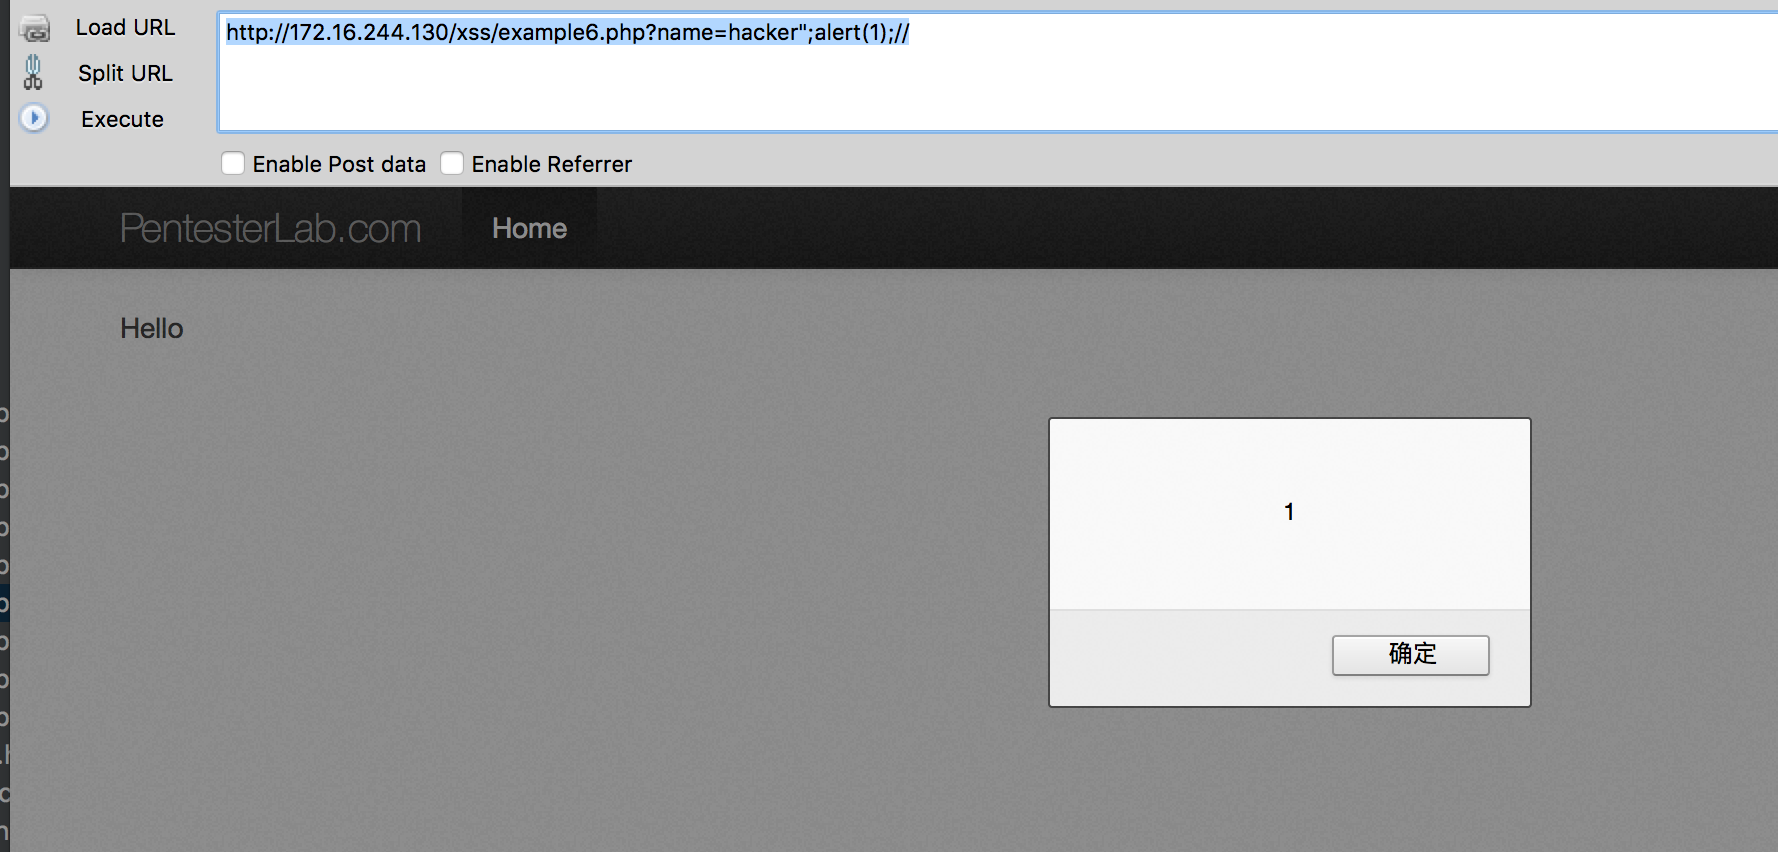 Load URL
http://172.16.244.130/xss/example6.php?name=hacker";alert(1);//
Split URL
Execute
Enable Post data
Enable Referrer
PentesterLab.com
Home
Hello
1
确定